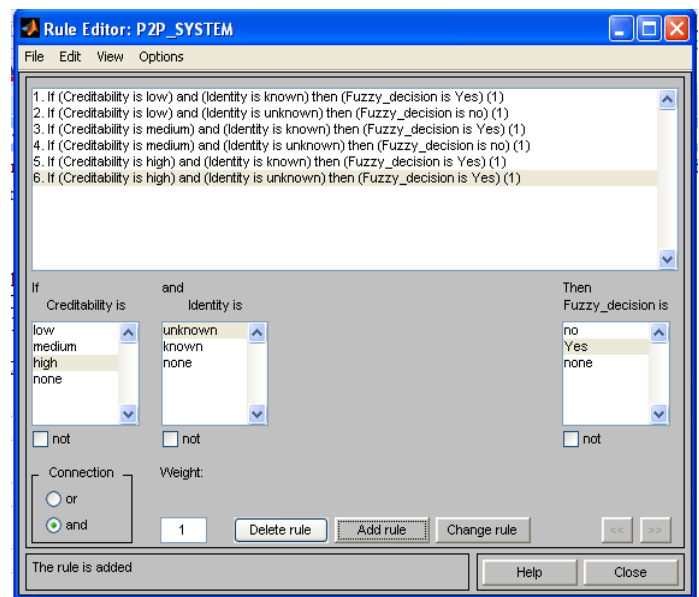 Rule Editor: P2P_SYSTEM
File Edit View Options
1. If (Creditability is low) and (Identity is known) then (Fuzzy_decision is Yes) (1)
2. If (Creditability is low) and (Identity is unknown) then (Fuzzy_decision is no) (1)
3. If (Creditability is medium) and (Identity is known) then (Fuzzy_decision is Yes) (1)
4. If (Creditability is medium) and (Identity is unknown) then (Fuzzy_decision is no) (1)
5. If (Creditability is high) and (Identity is known) then (Fuzzy_decision is Yes) (1)
6. If (Creditability is high) and (Identity is unknown) then (Fuzzy_decision is Yes) (1)
If and Then
Creditability is Identity is Fuzzy_decision is
low unknown no
medium known Yes
high none none
none
not not not
Connection Weight:
or
and 1 Delete rule Add rule Change rule << >>
The rule is added Help Close